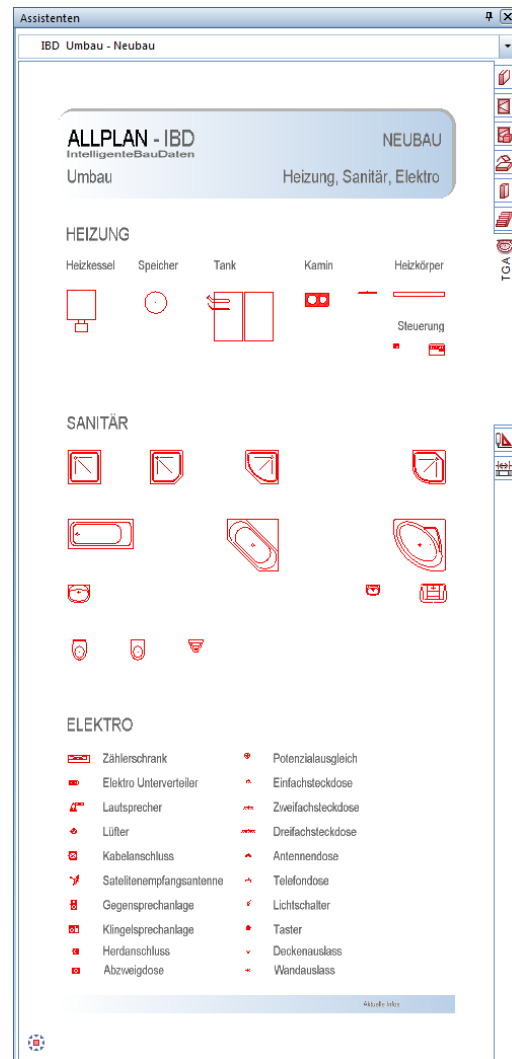 Assistenten
IBD Umbau - Neubau
ALLPLAN - IBD NEUBAU
IntelligenteBauDaten
Umbau Heizung, Sanitär, Elektro
HEIZUNG
Heizkessel Speicher Tank Kamin Heizkörper
Steuerung
TGA
SANITÄR
ELEKTRO
Zählerschrank Potenzialausgleich
Elektro Unterverteiler Einfachsteckdose
Lautsprecher Zweifachsteckdose
Lüfter Dreifachsteckdose
Kabelanschluss Antennendose
Satelitenempfangsantenne Telefondose
Gegensprechanlage Lichtschalter
Klingelsprechanlage Taster
Herdanschluss Deckenauslass
Abzweigdose Wandauslass
Aktuelle Infos